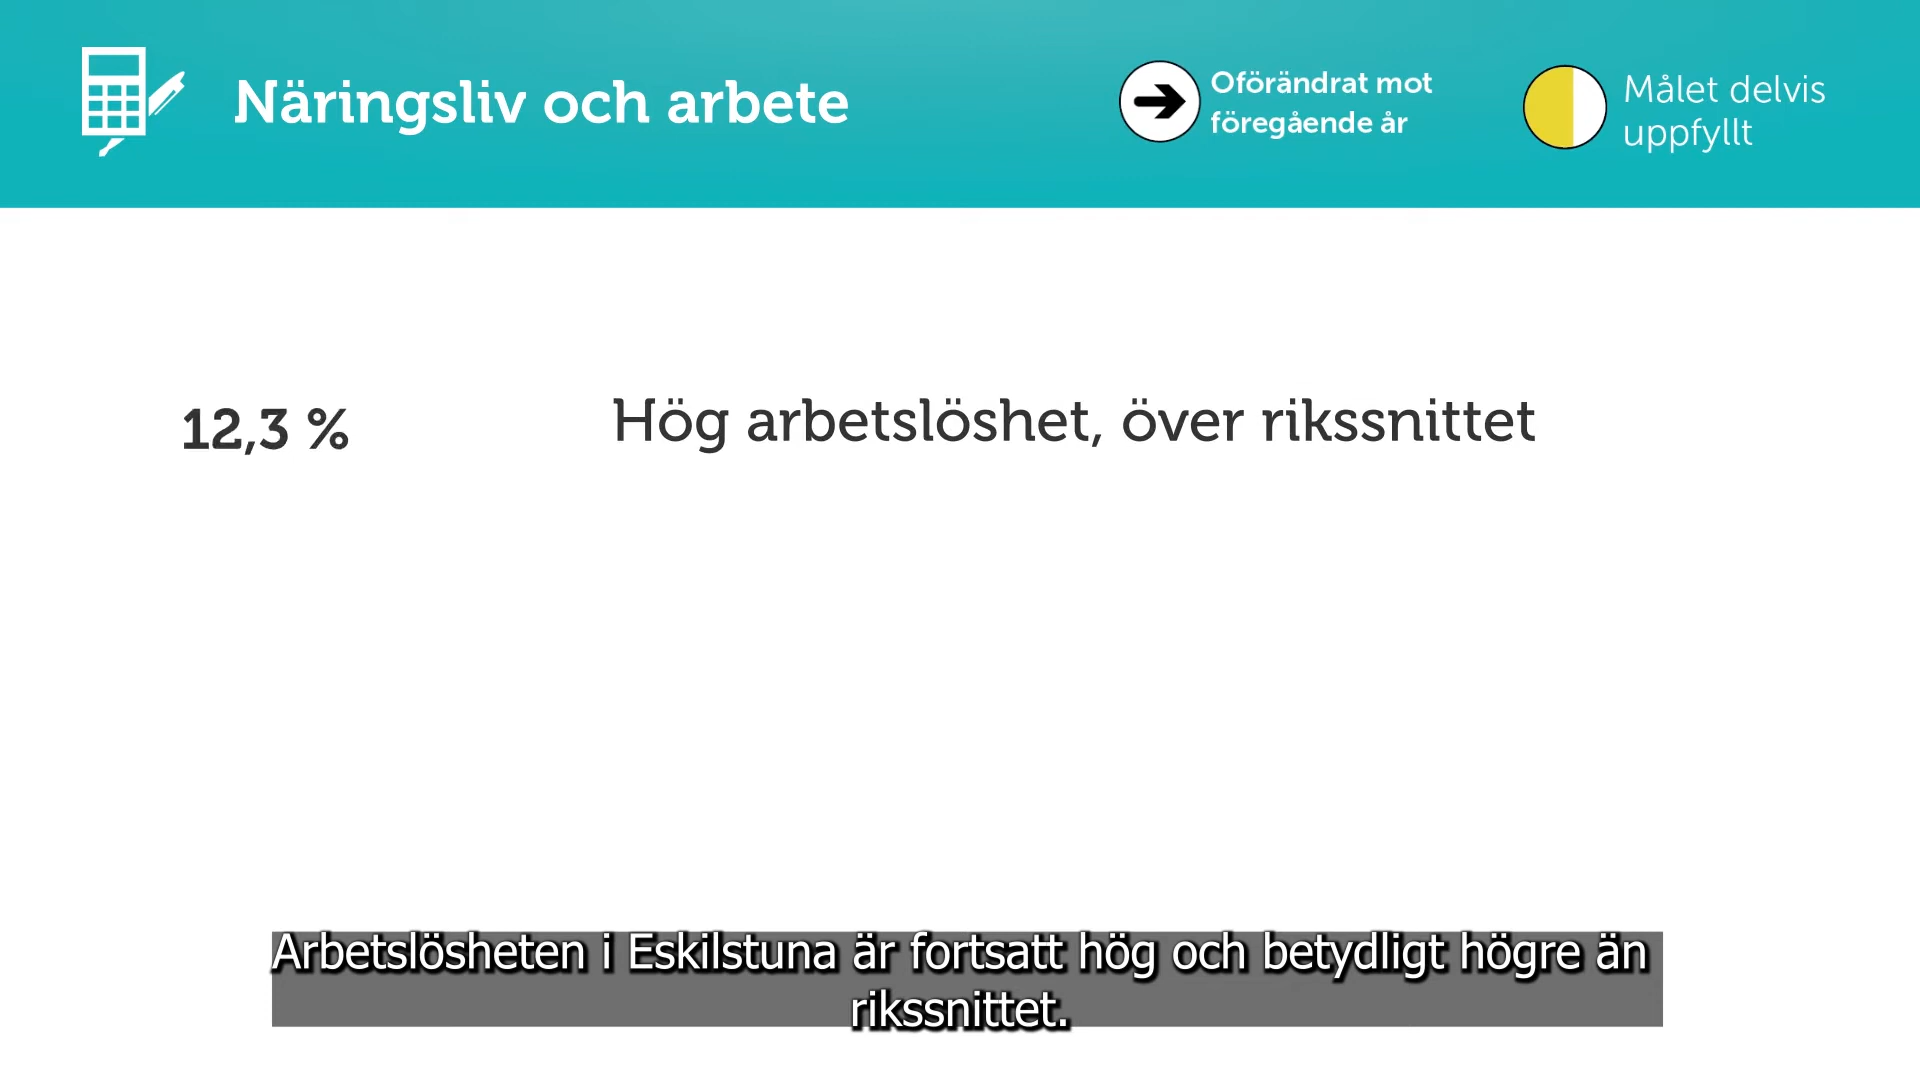 Näringsliv och arbete
Oförändrat mot
föregående år
Målet delvis
uppfyllt
12,3 %
Hög arbetslöshet, över rikssnittet
Arbetslösheten i Eskilstuna är fortsatt hög och betydligt högre än
rikssnittet.